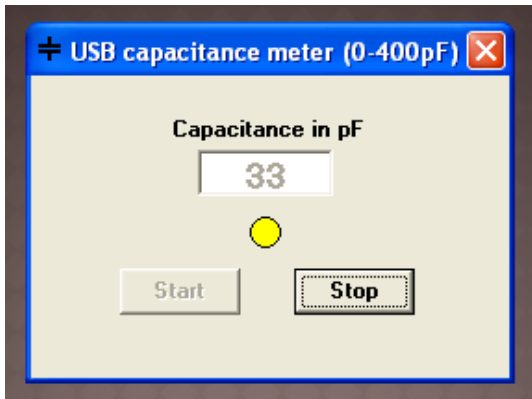 USB capacitance meter (0-400pF)
Capacitance in pF
33
Start
Stop